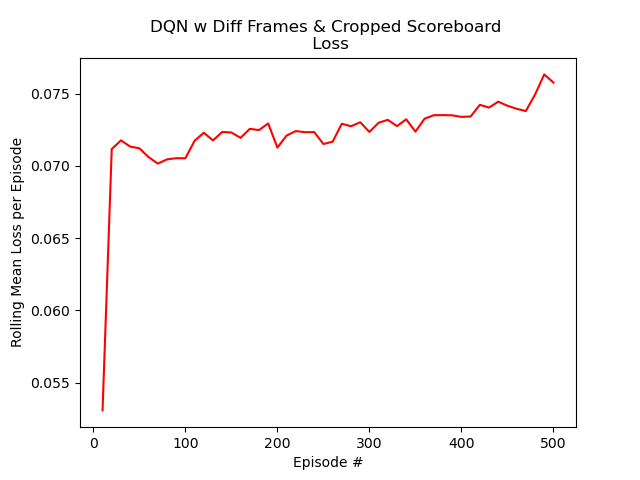 DQN w Diff Frames & Cropped Scoreboard
Loss
0.075
0.070
0.065
0.060
0.055
Rolling Mean Loss per Episode
0 100 200 300 400 500
Episode #